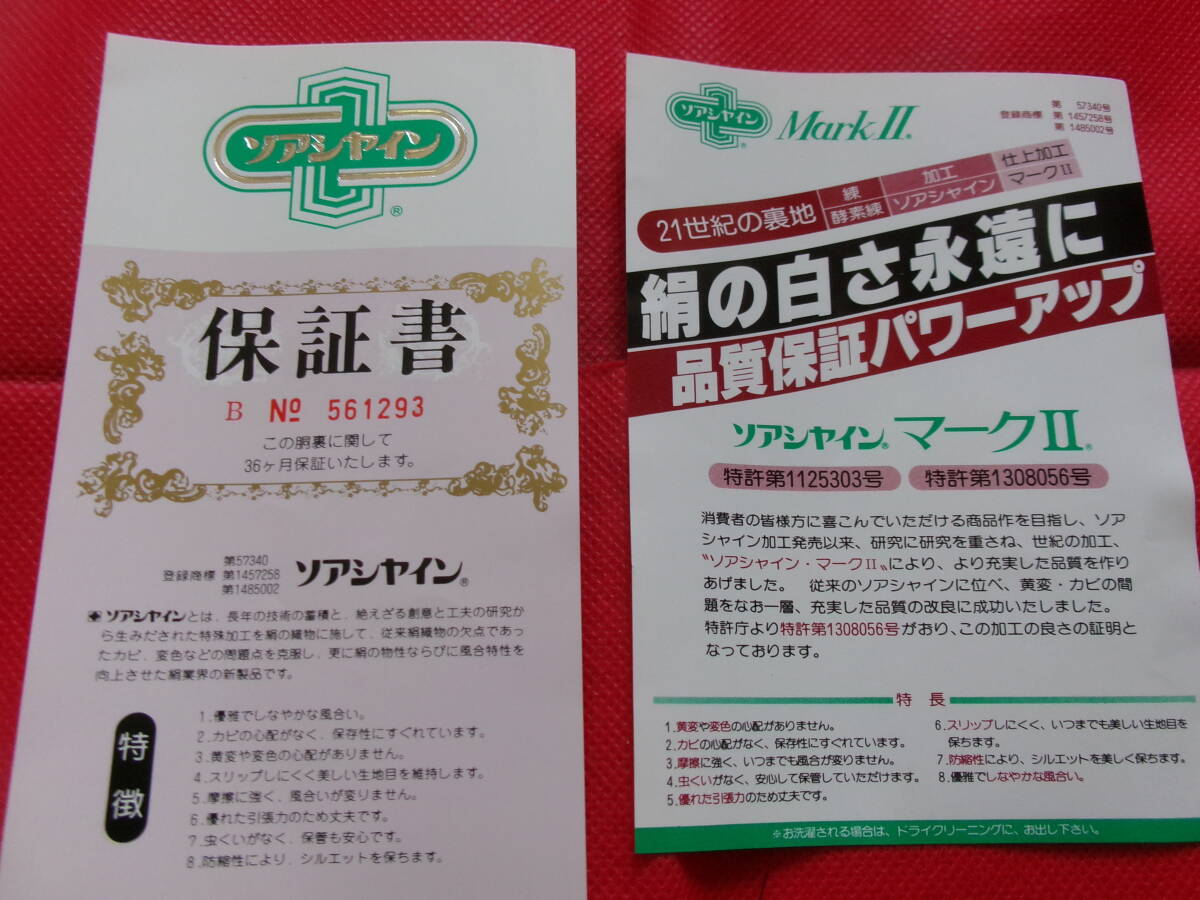 ソアシャイン
®
保証書
B № 561293
この胴裏に関して
36ヶ月保証いたします。
登録商標
第57340
第1457258
第1485002
ソアシャイン®
ソアシャインとは、長年の技術の蓄積と、絶えざる創意と工夫の研究か
ら生みだされた特殊加工を絹の織物に施して、従来絹織物の欠点であっ
たカビ、変色などの問題点を克服し、更に絹の物性ならびに風合特性を
向上させた絹業界の新製品です。
特徴
1.優雅でしなやかな風合い。
2.カビの心配がなく、保存性にすぐれています。
3.黄変や変色の心配がありません。
4.スリップしにくく美しい生地目を維持します。
5.摩擦に強く、風合いが変りません。
6.優れた引張力のため丈夫です。
7.虫くいがなく、保管も安心です。
8.防縮性により、シルエットを保ちます。
ソアシャイン
®
Mark II®
登録商標
第 57340号
第 1457258号
第 1485002号
21世紀の裏地
練
酵素練
加工
ソアシャイン
仕上加工
マークII
絹の白さ永遠に
品質保証パワーアップ
ソアシャイン® マークII®
特許第1125303号
特許第1308056号
消費者の皆様方に喜こんでいただける商品作を目指し、ソア
シャイン加工発売以来、研究に研究を重さね、世紀の加工、
〝ソアシャイン・マークII〟により、より充実した品質を作り
あげました。 従来のソアシャインに位べ、黄変・カビの問
題をなお一層、充実した品質の改良に成功いたしました。
特許庁より特許第1308056号がおり、この加工の良さの証明と
なっております。
特長
1.黄変や変色の心配がありません。
2.カビの心配がなく、保存性にすぐれています。
3.摩擦に強く、いつまでも風合が変りません。
4.虫くいがなく、安心して保管していただけます。
5.優れた引張力のため丈夫です。
6.スリップしにくく、いつまでも美しい生地目を
保ちます。
7.防縮性により、シルエットを美しく保ちます。
8.優雅でしなやかな風合い。
※お洗濯される場合は、ドライクリーニングに、お出し下さい。